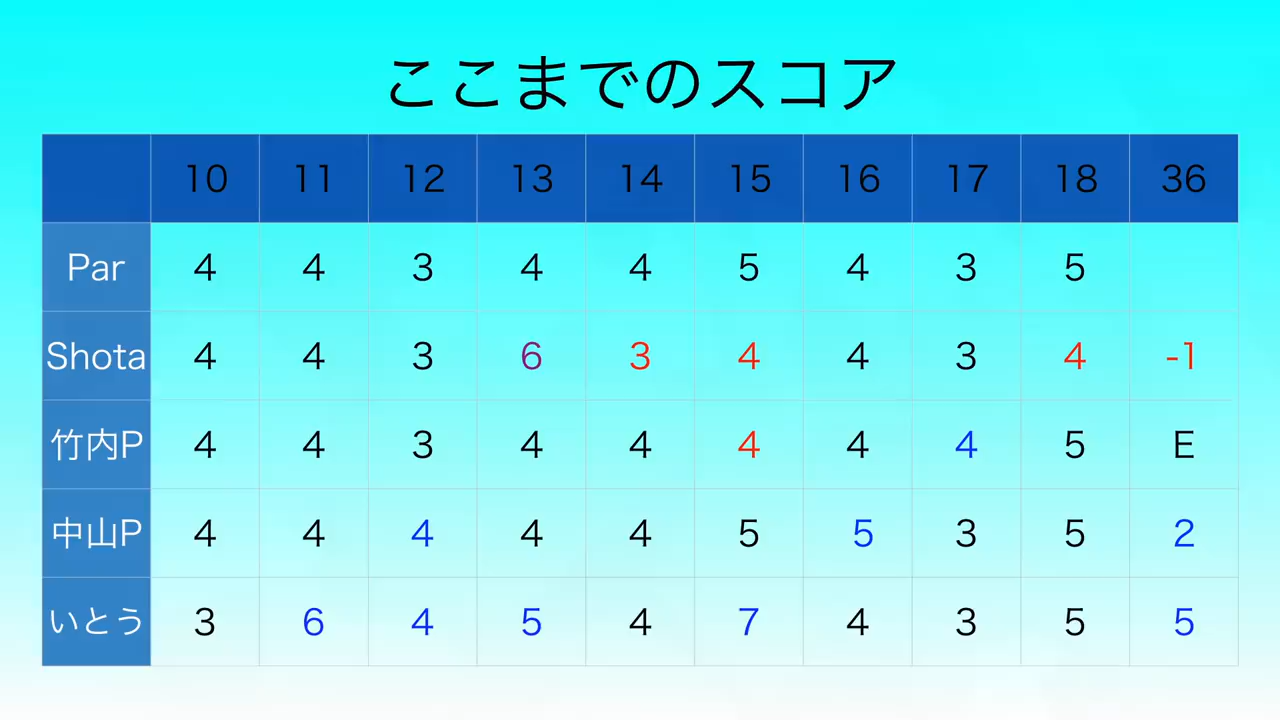 ここまでのスコア
10 11 12 13 14 15 16 17 18 36
Par 4 4 3 4 4 5 4 3 5
Shota 4 4 3 6 3 4 4 3 4 -1
竹内P 4 4 3 4 4 4 4 4 5 E
中山P 4 4 4 4 4 5 5 3 5 2
いとう 3 6 4 5 4 7 4 3 5 5